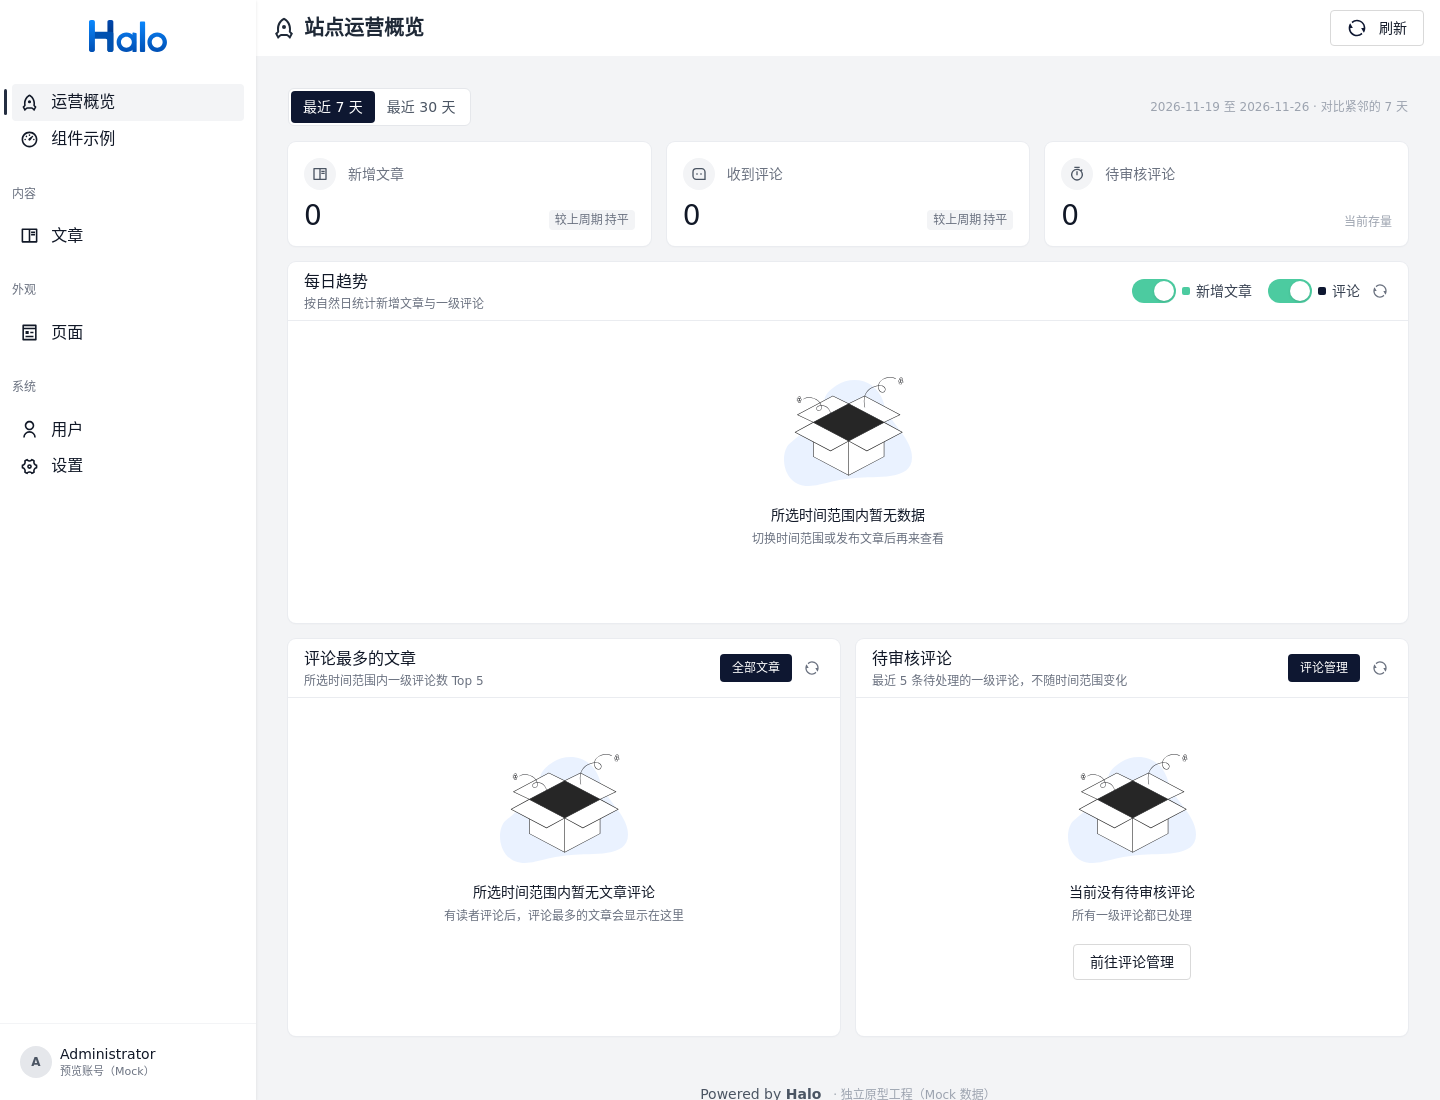 Halo
运营概览
组件示例
内容
文章
外观
页面
系统
用户
设置
A
Administrator
预览账号（Mock）
站点运营概览
刷新
最近 7 天
最近 30 天
2026-11-19 至 2026-11-26 · 对比紧邻的 7 天
新增文章
0
较上周期 持平
收到评论
0
较上周期 持平
待审核评论
0
当前存量
每日趋势
按自然日统计新增文章与一级评论
新增文章
评论
所选时间范围内暂无数据
切换时间范围或发布文章后再来查看
评论最多的文章
所选时间范围内一级评论数 Top 5
全部文章
所选时间范围内暂无文章评论
有读者评论后，评论最多的文章会显示在这里
待审核评论
最近 5 条待处理的一级评论，不随时间范围变化
评论管理
当前没有待审核评论
所有一级评论都已处理
前往评论管理
Powered by Halo · 独立原型工程（Mock 数据）